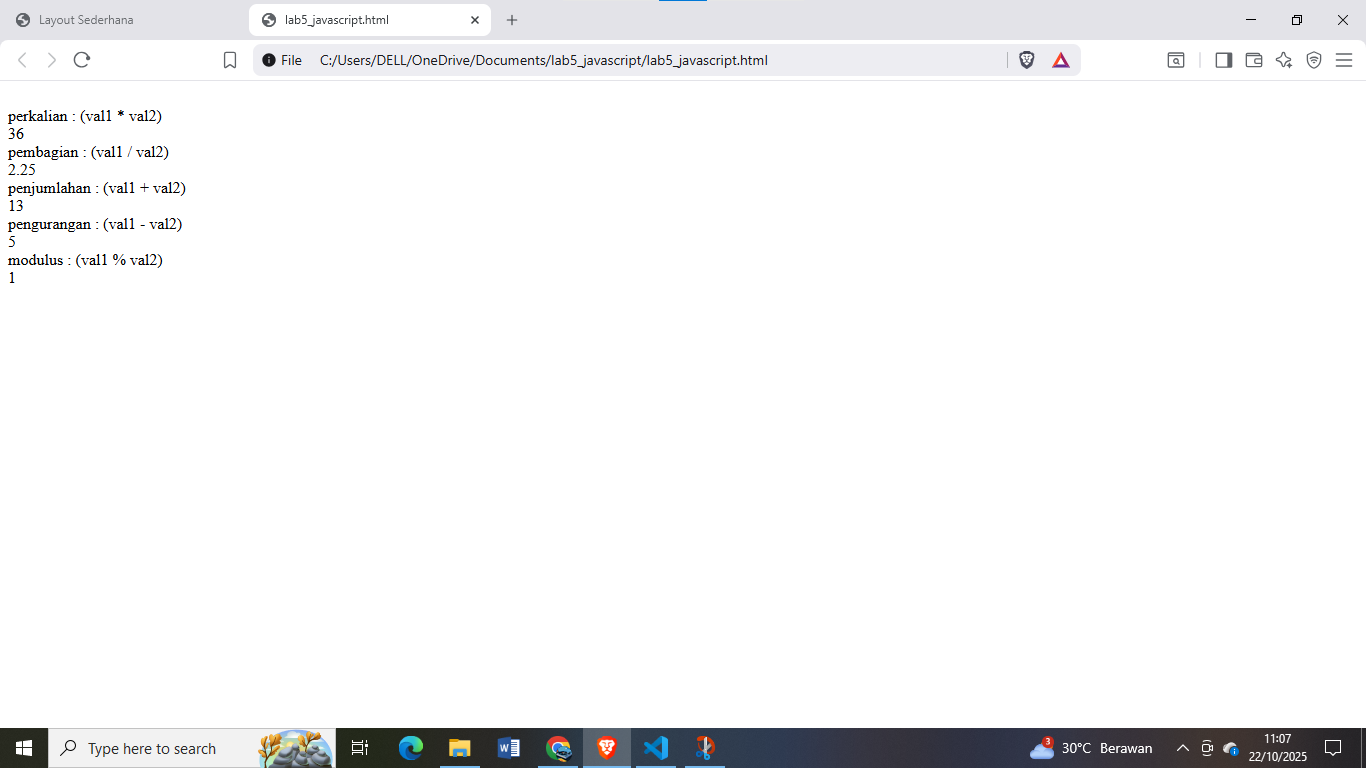 Layout Sederhana
lab5_javascript.html
File C:/Users/DELL/OneDrive/Documents/lab5_javascript/lab5_javascript.html
perkalian : (val1 * val2)
36
pembagian : (val1 / val2)
2.25
penjumlahan : (val1 + val2)
13
pengurangan : (val1 - val2)
5
modulus : (val1 % val2)
1
Type here to search
3
30°C Berawan
11:07
22/10/2025